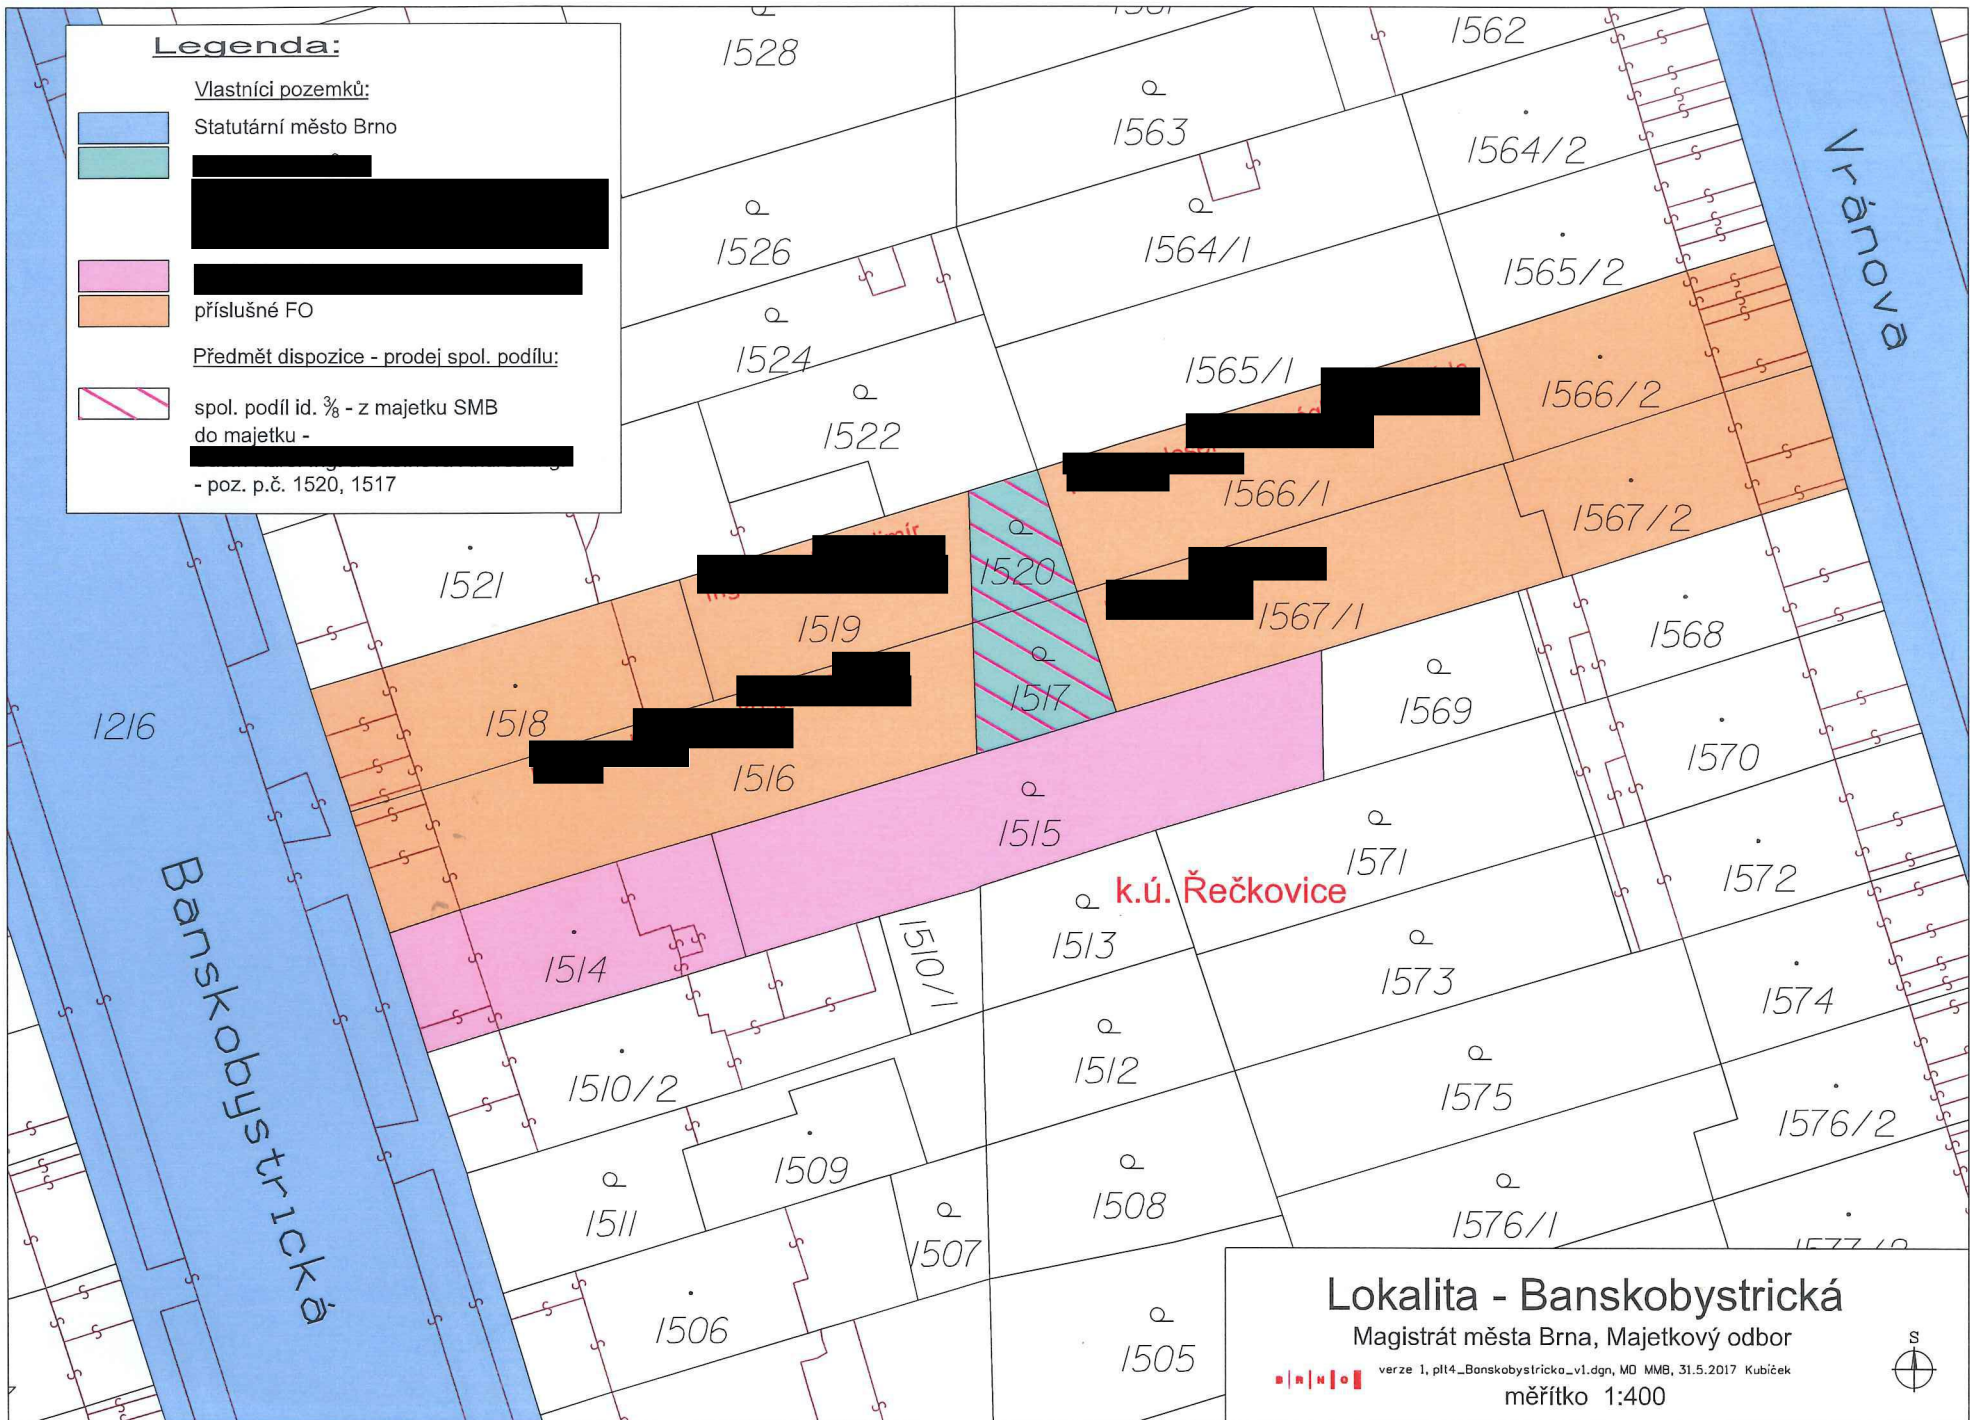 Legenda:
Vlastníci pozemků:
Statutární město Brno
příslušné FO
Předmět dispozice - prodej spol. podílu:
spol. podíl id. ⅜ - z majetku SMB
do majetku -
- poz. p.č. 1520, 1517
1528
1562
1563
1564/2
Vránova
1526
1564/1
1565/2
1524
1565/1
1566/2
1522
1566/1
1567/2
1521
1520
1519
1567/1
1568
1518
1517
1569
1216
1516
1570
1515
1571
k.ú. Řečkovice
1572
Banskobystrická
1514
1510/1
1513
1573
1574
1510/2
1512
1575
1576/2
1509
1511
1508
1576/1
1507
1506
1505
Lokalita - Banskobystrická
Magistrát města Brna, Majetkový odbor
BRNO
verze 1, plt4_Banskobystricka_v1.dgn, MO MMB, 31.5.2017 Kubíček
měřítko 1:400
S